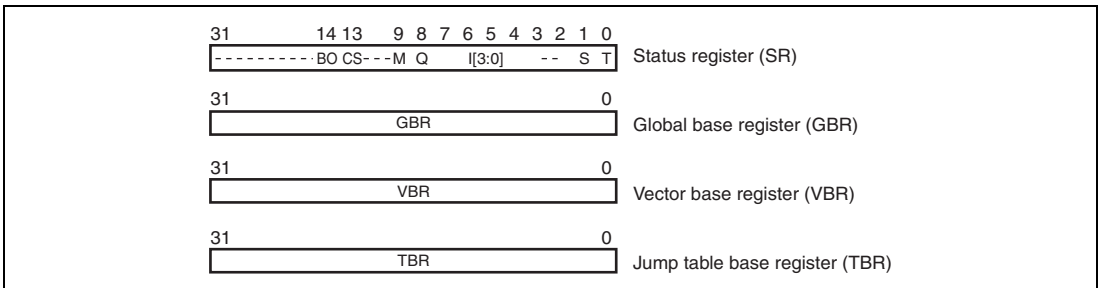 31 14 13 9 8 7 6 5 4 3 2 1 0
- - - - - - - - - - BO CS - - - M Q I[3:0] - - S T Status register (SR)
31 0
GBR Global base register (GBR)
31 0
VBR Vector base register (VBR)
31 0
TBR Jump table base register (TBR)